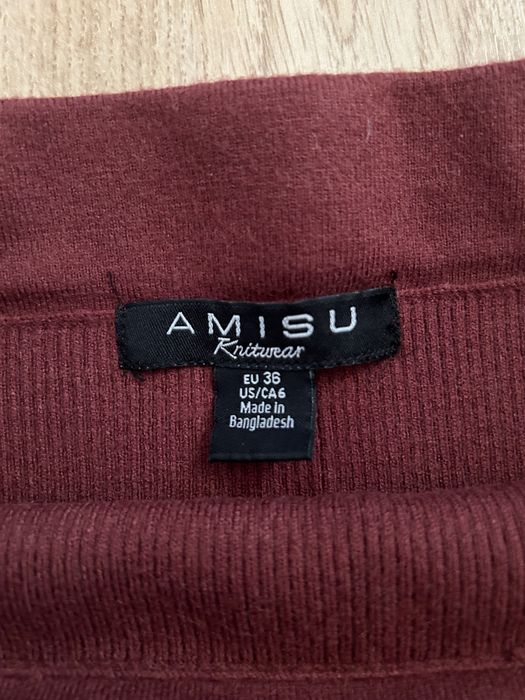 AMISU
Knitwear
EU 36
US/CA6
Made in
Bangladesh